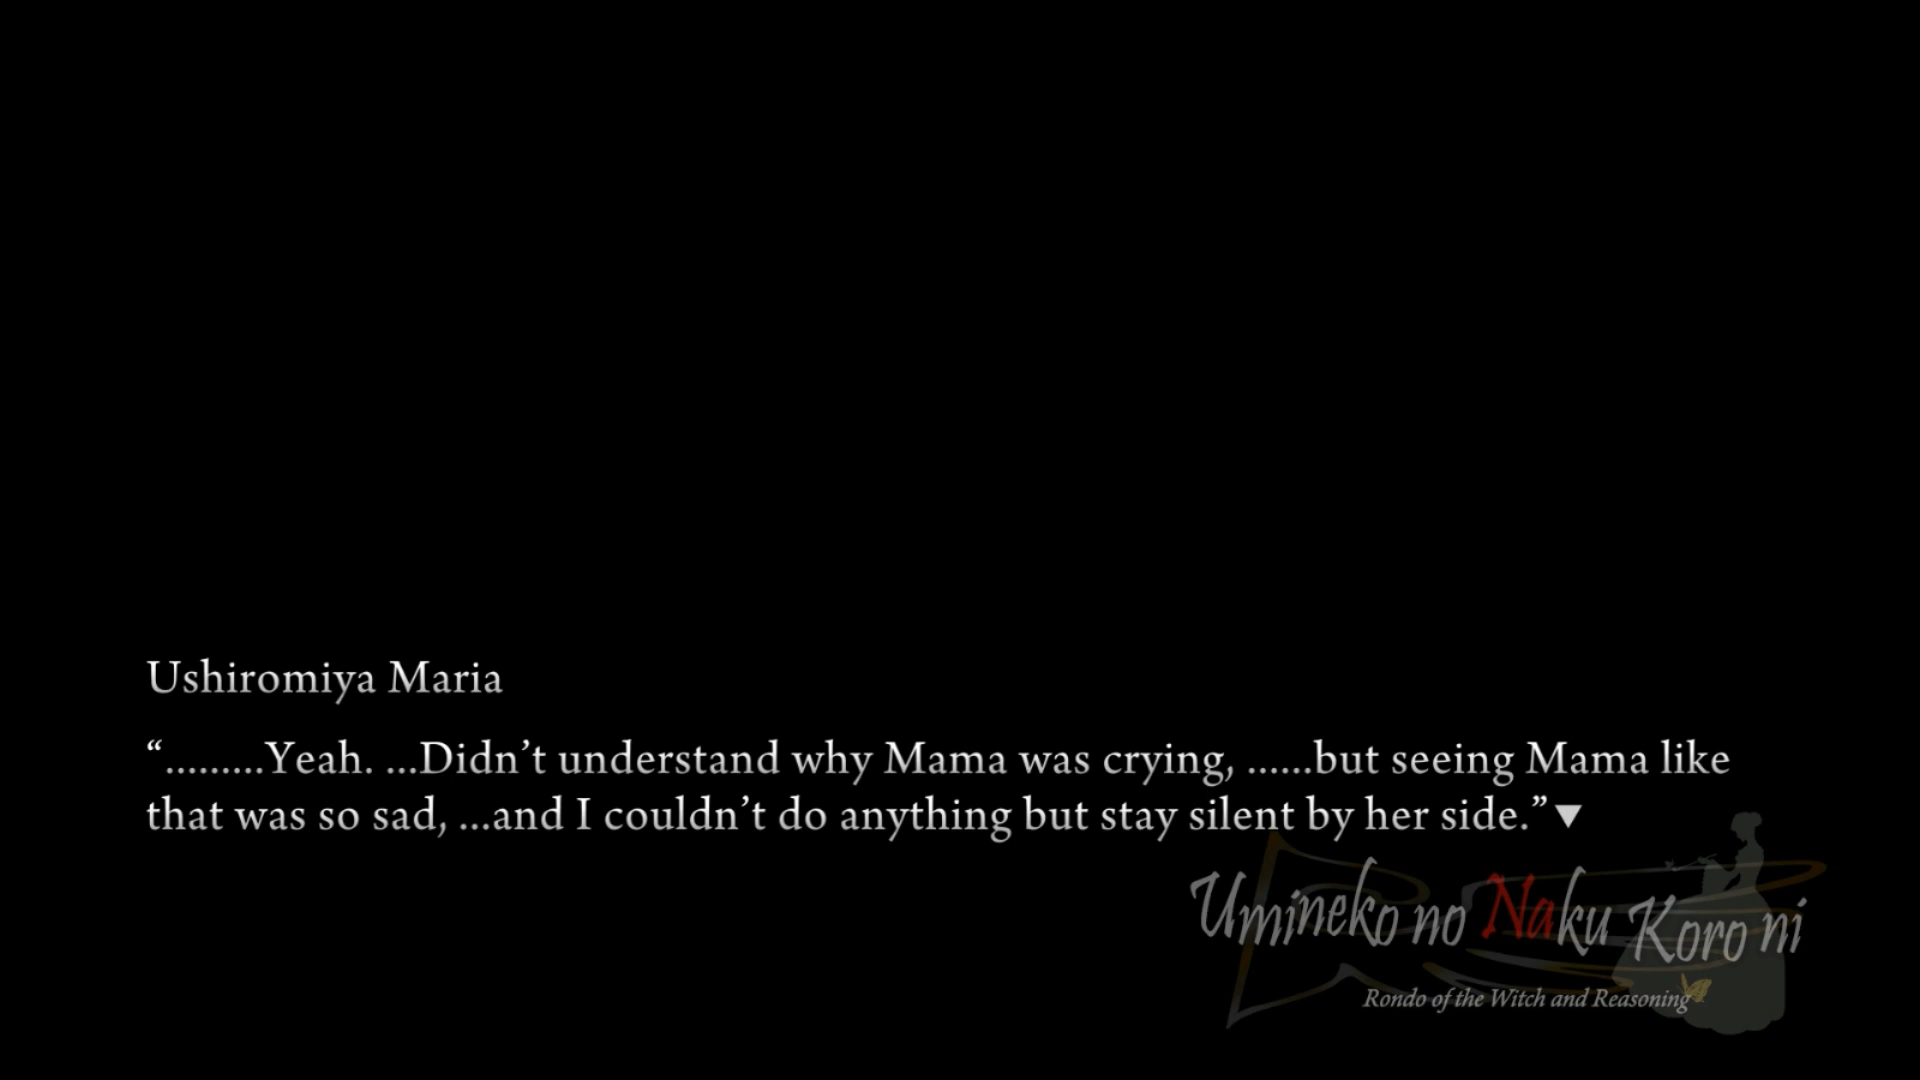 Ushiromiya Maria
“.........Yeah. ...Didn’t understand why Mama was crying, ......but seeing Mama like
that was so sad, ...and I couldn’t do anything but stay silent by her side.”▼
Umineko no Naku Koro ni
Rondo of the Witch and Reasoning